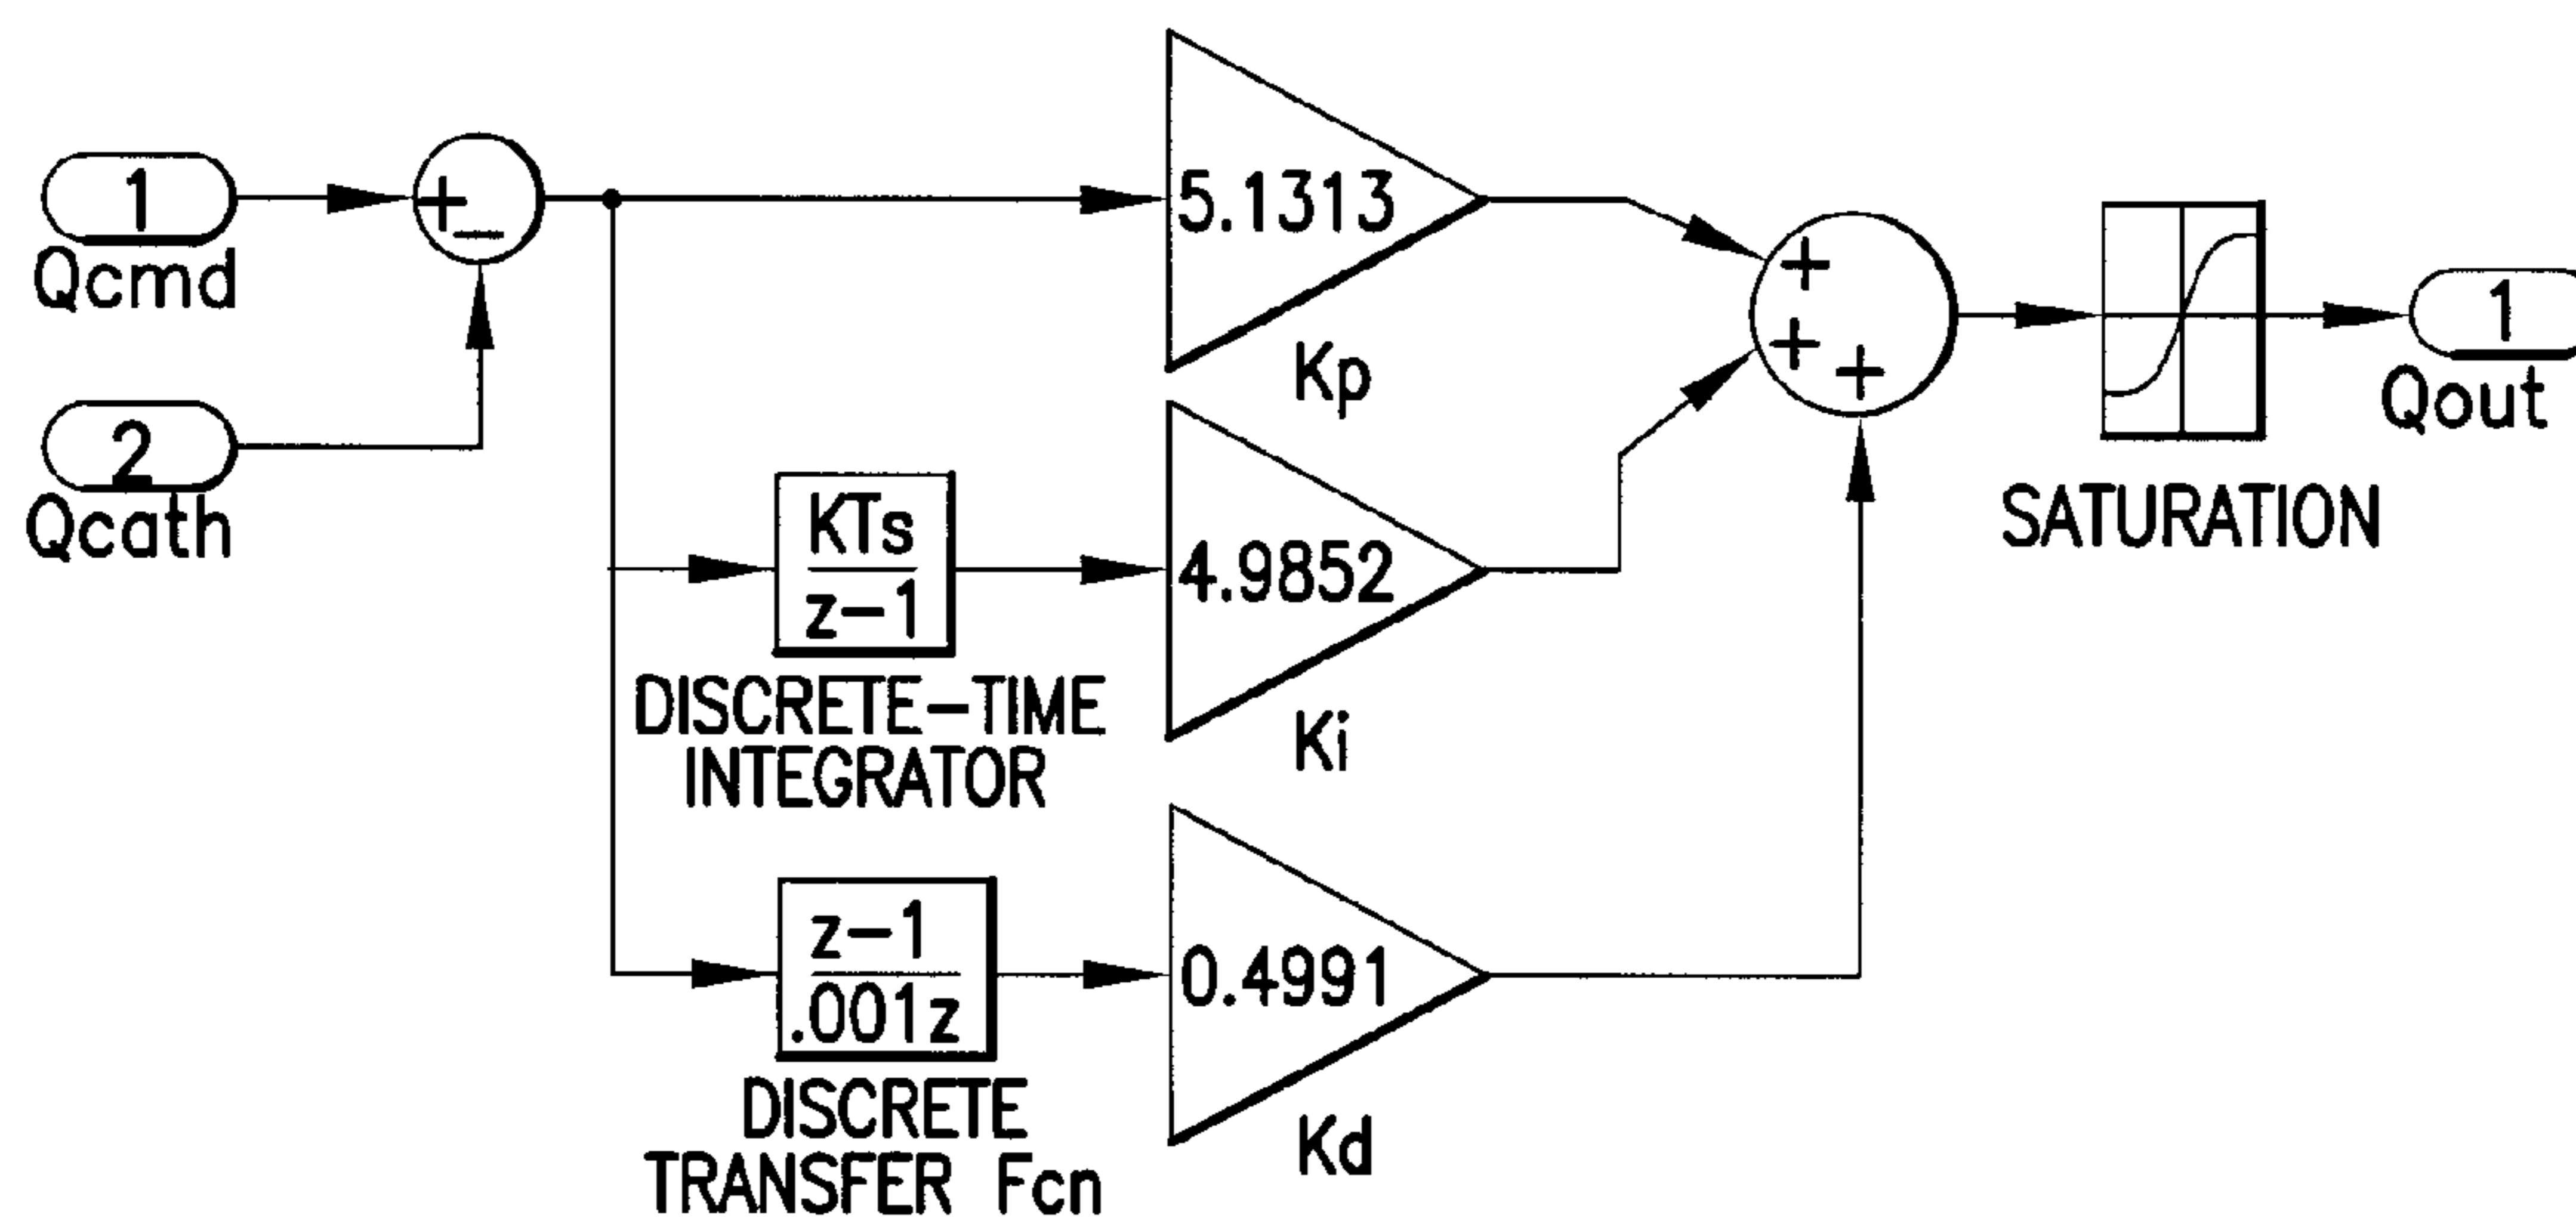 1
Qcmd
+
−
2
Qcath
5.1313
Kp
KTs
z−1
DISCRETE−TIME
INTEGRATOR
4.9852
Ki
z−1
.001z
DISCRETE
TRANSFER Fcn
0.4991
Kd
+
+
+
SATURATION
1
Qout